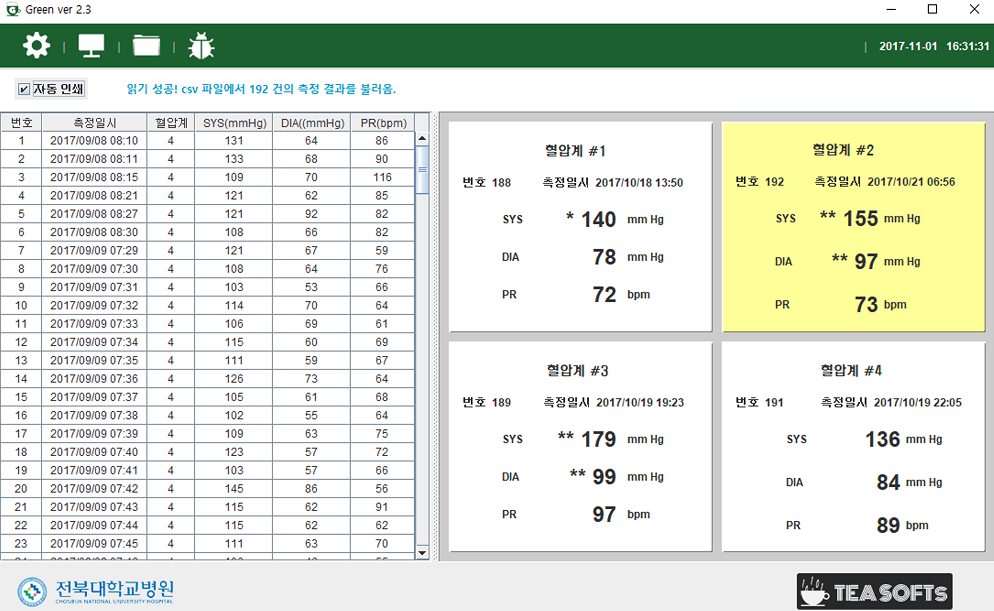 Green ver 2.3
| | | | 2017-11-01 16:31:31
자동 인쇄 읽기 성공! csv 파일에서 192 건의 측정 결과를 불러옴.
번호 측정일시 혈압계 SYS(mmHg) DIA((mmHg) PR(bpm)
1 2017/09/08 08:10 4 131 64 86
2 2017/09/08 08:11 4 133 68 90
3 2017/09/08 08:15 4 109 70 116
4 2017/09/08 08:21 4 121 62 85
5 2017/09/08 08:27 4 121 92 82
6 2017/09/08 08:30 4 108 66 82
7 2017/09/09 07:29 4 121 67 59
8 2017/09/09 07:30 4 108 64 76
9 2017/09/09 07:31 4 103 53 66
10 2017/09/09 07:32 4 114 70 64
11 2017/09/09 07:33 4 106 69 61
12 2017/09/09 07:34 4 115 60 69
13 2017/09/09 07:35 4 111 59 67
14 2017/09/09 07:36 4 126 73 64
15 2017/09/09 07:37 4 105 61 68
16 2017/09/09 07:38 4 102 55 64
17 2017/09/09 07:39 4 109 63 75
18 2017/09/09 07:40 4 123 57 72
19 2017/09/09 07:41 4 103 57 66
20 2017/09/09 07:42 4 145 86 56
21 2017/09/09 07:43 4 115 62 91
22 2017/09/09 07:44 4 115 62 62
23 2017/09/09 07:45 4 111 63 70
혈압계 #1
번호 188 측정일시 2017/10/18 13:50
SYS * 140 mm Hg
DIA 78 mm Hg
PR 72 bpm
혈압계 #2
번호 192 측정일시 2017/10/21 06:56
SYS ** 155 mm Hg
DIA ** 97 mm Hg
PR 73 bpm
혈압계 #3
번호 189 측정일시 2017/10/19 19:23
SYS ** 179 mm Hg
DIA ** 99 mm Hg
PR 97 bpm
혈압계 #4
번호 191 측정일시 2017/10/19 22:05
SYS 136 mm Hg
DIA 84 mm Hg
PR 89 bpm
전북대학교병원
CHONBUK NATIONAL UNIVERSITY HOSPITAL
TEASOFTS